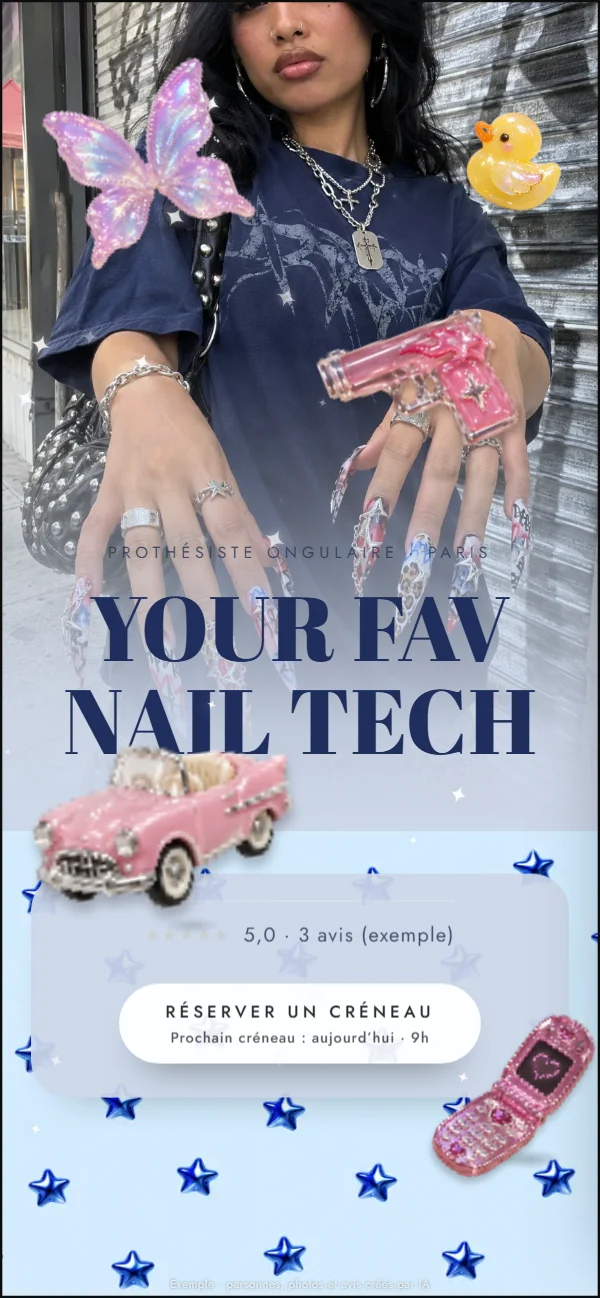 PROTHÉSISTE ONGULAIRE · PARIS
YOUR FAV
NAIL TECH
★★★★★ 5,0 · 3 avis (exemple)
RÉSERVER UN CRÉNEAU
Prochain créneau : aujourd'hui · 9h
Exemple · personnes, photos et avis créés par IA